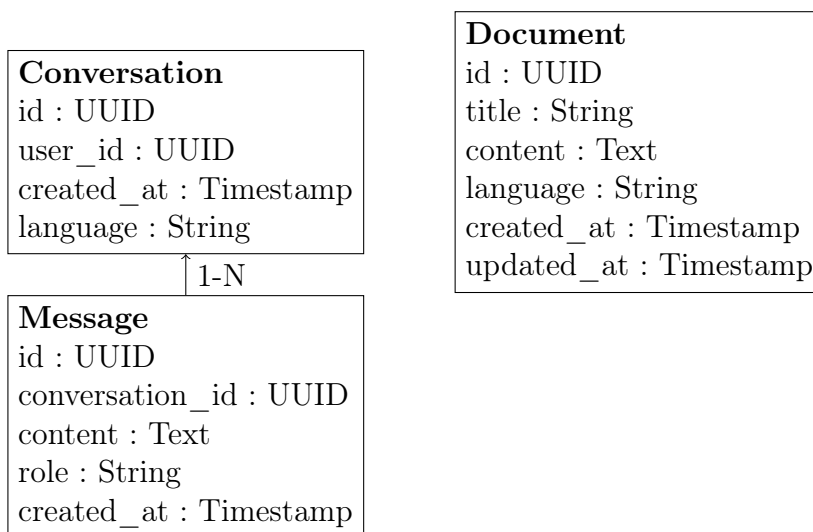 Conversation
id : UUID
user_id : UUID
created_at : Timestamp
language : String
1-N
Message
id : UUID
conversation_id : UUID
content : Text
role : String
created_at : Timestamp
Document
id : UUID
title : String
content : Text
language : String
created_at : Timestamp
updated_at : Timestamp